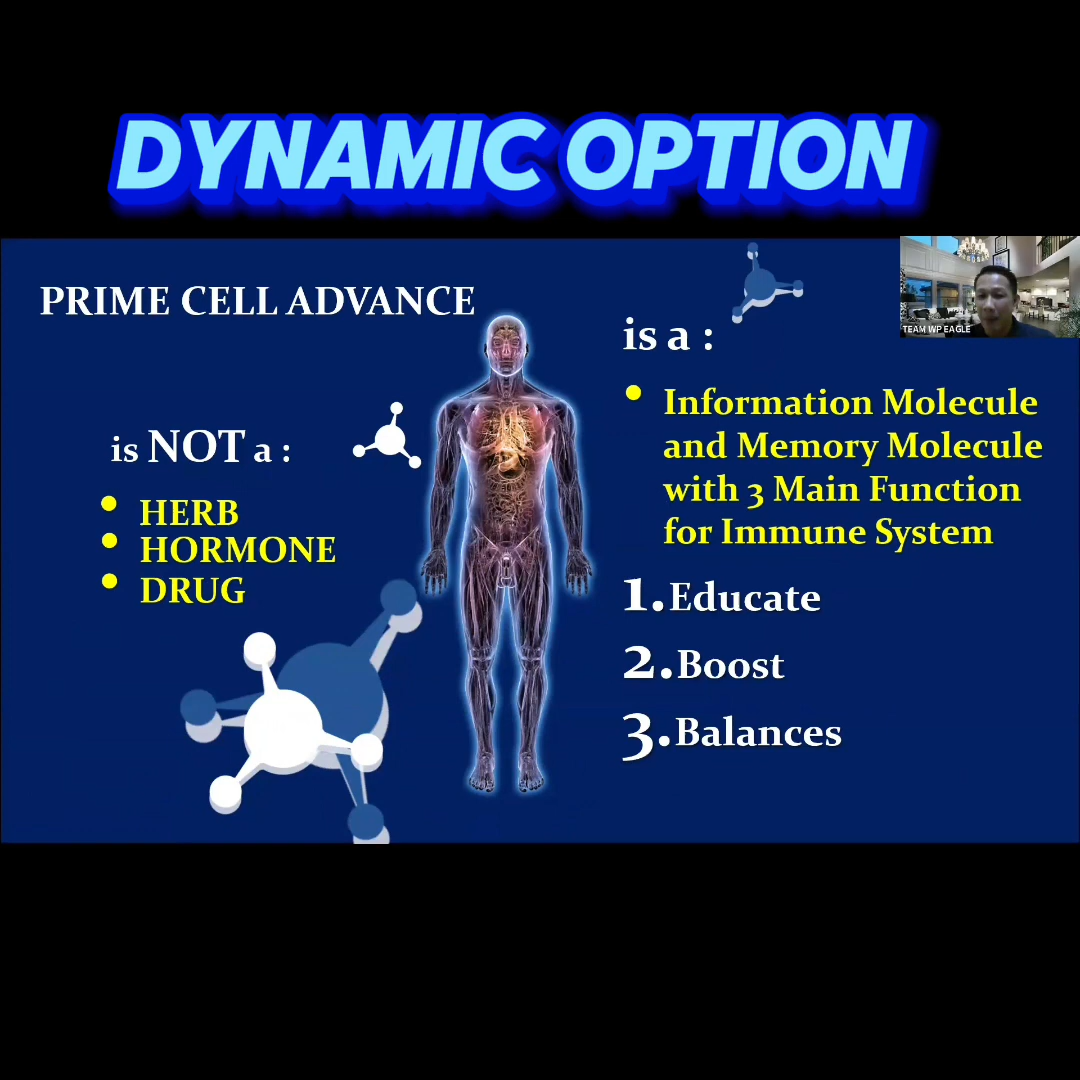 DYNAMIC OPTION
PRIME CELL ADVANCE
is NOT a :
• HERB
• HORMONE
• DRUG
is a :
• Information Molecule
and Memory Molecule
with 3 Main Function
for Immune System
1.Educate
2.Boost
3.Balances
TEAM WP EAGLE